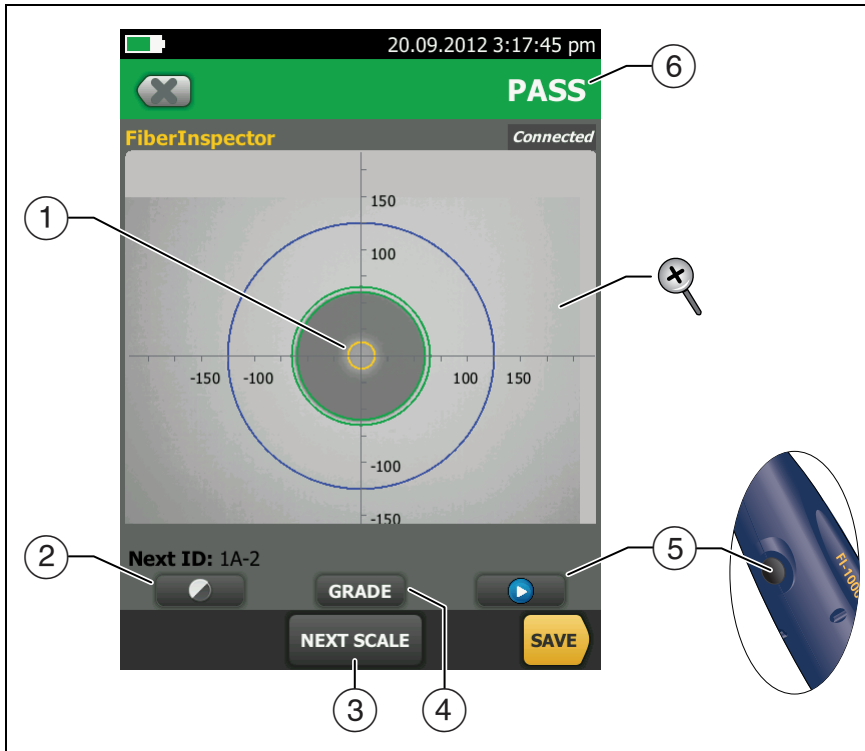 20.09.2012 3:17:45 pm
PASS
6
FiberInspector
Connected
1
150
100
-150
-100
100
150
-100
-150
Next ID: 1A-2
2
5
GRADE
FI-1000
NEXT SCALE
SAVE
3
4